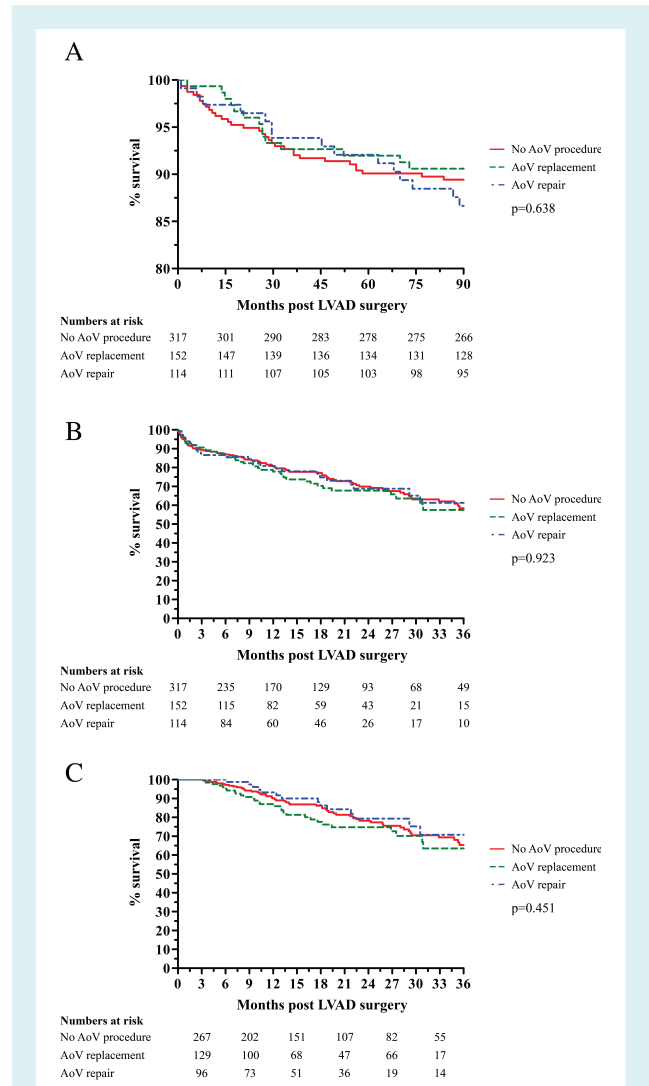 A
100
95
90
85
80
% survival
0 15 30 45 60 75 90
Months post LVAD surgery
No AoV procedure
AoV replacement
AoV repair
p=0.638
Numbers at risk
No AoV procedure 317 301 290 283 278 275 266
AoV replacement 152 147 139 136 134 131 128
AoV repair 114 111 107 105 103 98 95
B
100
90
80
70
60
50
40
30
20
10
0
% survival
0 3 6 9 12 15 18 21 24 27 30 33 36
Months post LVAD surgery
No AoV procedure
AoV replacement
AoV repair
p=0.923
Numbers at risk
No AoV procedure 317 235 170 129 93 68 49
AoV replacement 152 115 82 59 43 21 15
AoV repair 114 84 60 46 26 17 10
C
100
90
80
70
60
50
40
30
20
10
0
% survival
0 3 6 9 12 15 18 21 24 27 30 33 36
Months post LVAD surgery
No AoV procedure
AoV replacement
AoV repair
p=0.451
Numbers at risk
No AoV procedure 267 202 151 107 82 55
AoV replacement 129 100 68 47 66 17
AoV repair 96 73 51 36 19 14